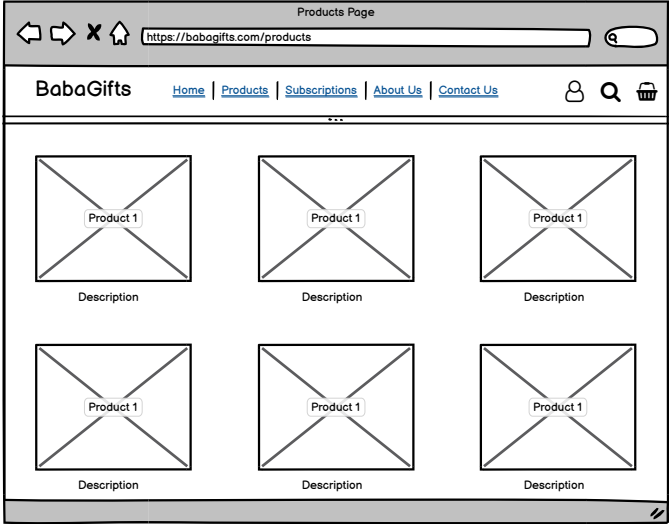 Products Page
https://babagifts.com/products
BabaGifts Home Products Subscriptions About Us Contact Us
Product 1 Product 1 Product 1
Description Description Description
Product 1 Product 1 Product 1
Description Description Description